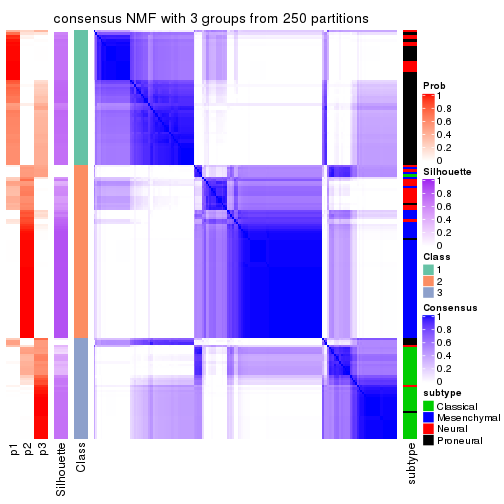 consensus NMF with 3 groups from 250 partitions
Prob
1
0.8
0.6
0.4
0.2
0
Silhouette
1
0.8
0.6
0.4
0.2
0
Class
1
2
3
Consensus
1
0.8
0.6
0.4
0.2
0
subtype
Classical
Mesenchymal
Neural
Proneural
p1
p2
p3
Silhouette
Class
subtype